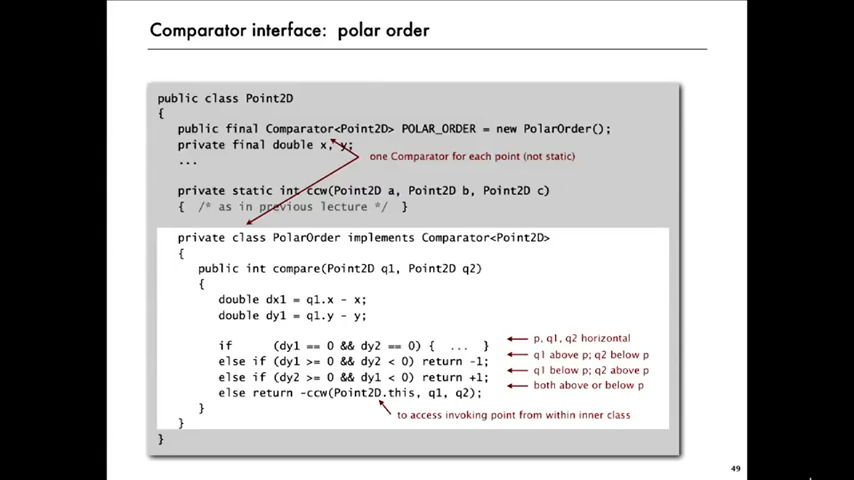 Comparator interface: polar order
public class Point2D
{
public final Comparator<Point2D> POLAR_ORDER = new PolarOrder();
private final double x, y;
...
one Comparator for each point (not static)
private static int ccw(Point2D a, Point2D b, Point2D c)
{ /* as in previous lecture */ }
private class PolarOrder implements Comparator<Point2D>
{
public int compare(Point2D q1, Point2D q2)
{
double dx1 = q1.x - x;
double dy1 = q1.y - y;
if (dy1 == 0 && dy2 == 0) { ... } p, q1, q2 horizontal
else if (dy1 >= 0 && dy2 < 0) return -1; q1 above p; q2 below p
else if (dy2 >= 0 && dy1 < 0) return +1; q1 below p; q2 above p
else return -ccw(Point2D.this, q1, q2); both above or below p
}
to access invoking point from within inner class
}
}
49